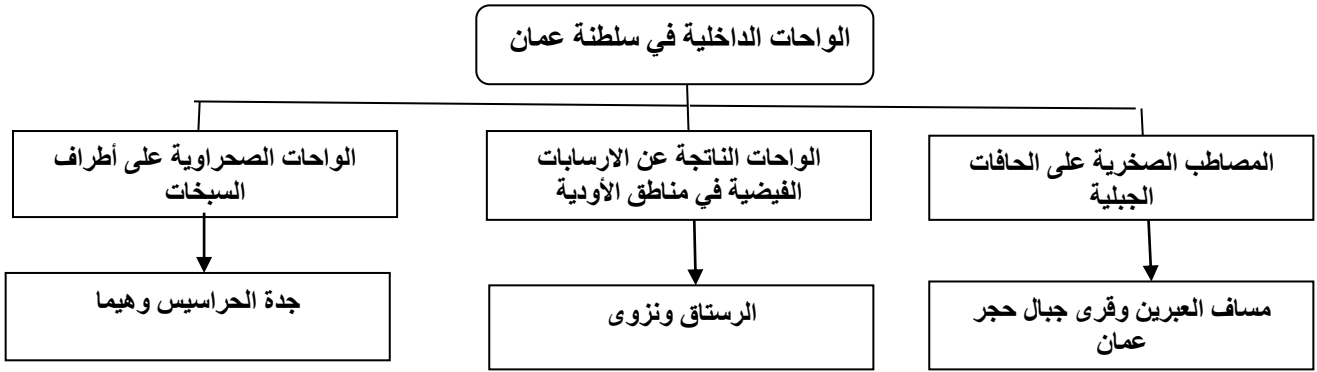 الواحات الداخلية في سلطنة عمان
المصاطب الصخرية على الحافات
الجبلية
الواحات الناتجة عن الارسابات
الفيضية في مناطق الأودية
الواحات الصحراوية على أطراف
السبخات
مساف العبرين وقرى جبال حجر
عمان
الرستاق ونزوى
جدة الحراسيس وهيما